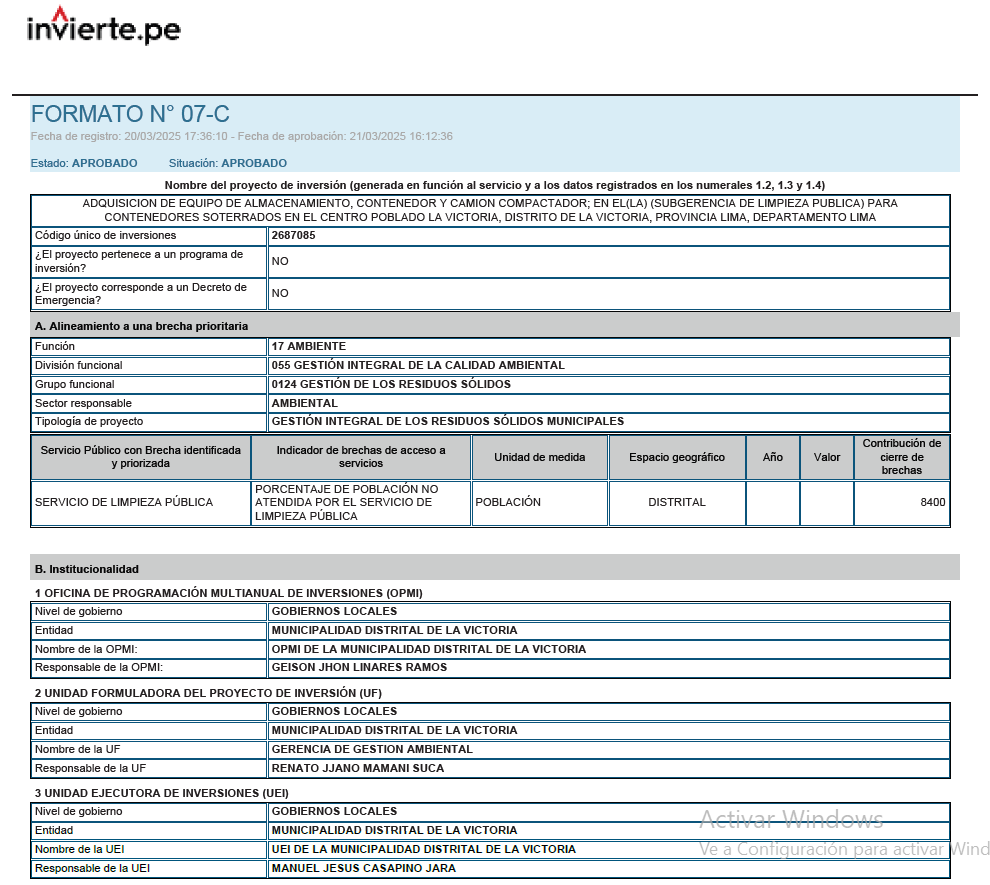 invierte.pe
FORMATO N° 07-C
Fecha de registro: 20/03/2025 17:36:10 - Fecha de aprobación: 21/03/2025 16:12:36
Estado: APROBADO Situación: APROBADO
Nombre del proyecto de inversión (generada en función al servicio y a los datos registrados en los numerales 1.2, 1.3 y 1.4)
ADQUISICION DE EQUIPO DE ALMACENAMIENTO, CONTENEDOR Y CAMION COMPACTADOR; EN EL(LA) (SUBGERENCIA DE LIMPIEZA PUBLICA) PARA
CONTENEDORES SOTERRADOS EN EL CENTRO POBLADO LA VICTORIA, DISTRITO DE LA VICTORIA, PROVINCIA LIMA, DEPARTAMENTO LIMA
Código único de inversiones 2687085
¿El proyecto pertenece a un programa de
inversión? NO
¿El proyecto corresponde a un Decreto de
Emergencia? NO
A. Alineamiento a una brecha prioritaria
Función 17 AMBIENTE
División funcional 055 GESTIÓN INTEGRAL DE LA CALIDAD AMBIENTAL
Grupo funcional 0124 GESTIÓN DE LOS RESIDUOS SÓLIDOS
Sector responsable AMBIENTAL
Tipología de proyecto GESTIÓN INTEGRAL DE LOS RESIDUOS SÓLIDOS MUNICIPALES
Servicio Público con Brecha identificada
y priorizada
Indicador de brechas de acceso a
servicios
Unidad de medida
Espacio geográfico
Año
Valor
Contribución de
cierre de
brechas
SERVICIO DE LIMPIEZA PÚBLICA
PORCENTAJE DE POBLACIÓN NO
ATENDIDA POR EL SERVICIO DE
LIMPIEZA PÚBLICA
POBLACIÓN
DISTRITAL
8400
B. Institucionalidad
1 OFICINA DE PROGRAMACIÓN MULTIANUAL DE INVERSIONES (OPMI)
Nivel de gobierno GOBIERNOS LOCALES
Entidad MUNICIPALIDAD DISTRITAL DE LA VICTORIA
Nombre de la OPMI: OPMI DE LA MUNICIPALIDAD DISTRITAL DE LA VICTORIA
Responsable de la OPMI: GEISON JHON LINARES RAMOS
2 UNIDAD FORMULADORA DEL PROYECTO DE INVERSIÓN (UF)
Nivel de gobierno GOBIERNOS LOCALES
Entidad MUNICIPALIDAD DISTRITAL DE LA VICTORIA
Nombre de la UF GERENCIA DE GESTION AMBIENTAL
Responsable de la UF RENATO JJANO MAMANI SUCA
3 UNIDAD EJECUTORA DE INVERSIONES (UEI)
Nivel de gobierno GOBIERNOS LOCALES
Entidad MUNICIPALIDAD DISTRITAL DE LA VICTORIA
Nombre de la UEI UEI DE LA MUNICIPALIDAD DISTRITAL DE LA VICTORIA
Responsable de la UEI MANUEL JESUS CASAPINO JARA
Activar Windows
Ve a Configuración para activar Wind